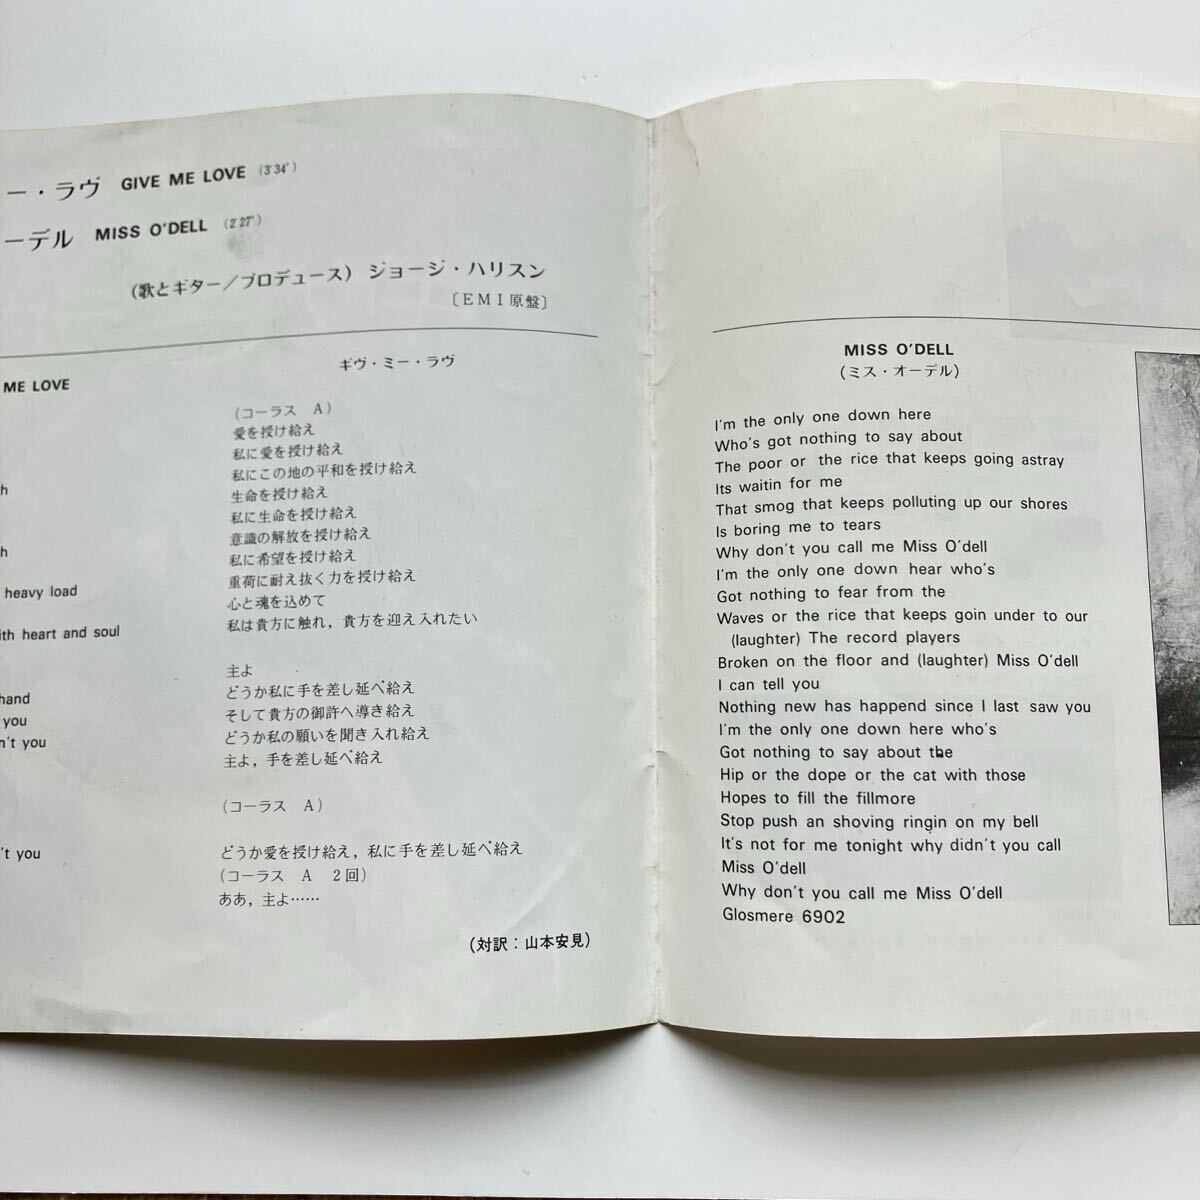 ー・ラヴ GIVE ME LOVE (3'34")
ーデル MISS O'DELL (2'27")
(歌とギター/プロデュース) ジョージ・ハリスン
〔EMI原盤〕
ME LOVE
h
h
heavy load
ith heart and soul
hand
you
n't you
't you
ギヴ・ミー・ラヴ
(コーラス A)
愛を授け給え
私に愛を授け給え
私にこの地の平和を授け給え
生命を授け給え
私に生命を授け給え
意識の解放を授け給え
私に希望を授け給え
重荷に耐え抜く力を授け給え
心と魂を込めて
私は貴方に触れ，貴方を迎え入れたい
主よ
どうか私に手を差し延べ給え
そして貴方の御許へ導き給え
どうか私の願いを聞き入れ給え
主よ，手を差し延べ給え
(コーラス A)
どうか愛を授け給え，私に手を差し延べ給え
(コーラス A 2回)
ああ，主よ……
(対訳：山本安見)
MISS O'DELL
(ミス・オーデル)
I'm the only one down here
Who's got nothing to say about
The poor or the rice that keeps going astray
Its waitin for me
That smog that keeps polluting up our shores
Is boring me to tears
Why don't you call me Miss O'dell
I'm the only one down hear who's
Got nothing to fear from the
Waves or the rice that keeps goin under to our
(laughter) The record players
Broken on the floor and (laughter) Miss O'dell
I can tell you
Nothing new has happend since I last saw you
I'm the only one down here who's
Got nothing to say about the
Hip or the dope or the cat with those
Hopes to fill the fillmore
Stop push an shoving ringin on my bell
It's not for me tonight why didn't you call
Miss O'dell
Why don't you call me Miss O'dell
Glosmere 6902